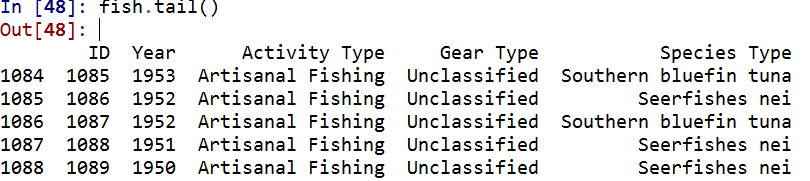 In [48]: fish.tail()
Out[48]:
ID Year Activity Type Gear Type Species Type
1084 1085 1953 Artisanal Fishing Unclassified Southern bluefin tuna
1085 1086 1952 Artisanal Fishing Unclassified Seerfishes nei
1086 1087 1952 Artisanal Fishing Unclassified Southern bluefin tuna
1087 1088 1951 Artisanal Fishing Unclassified Seerfishes nei
1088 1089 1950 Artisanal Fishing Unclassified Seerfishes nei